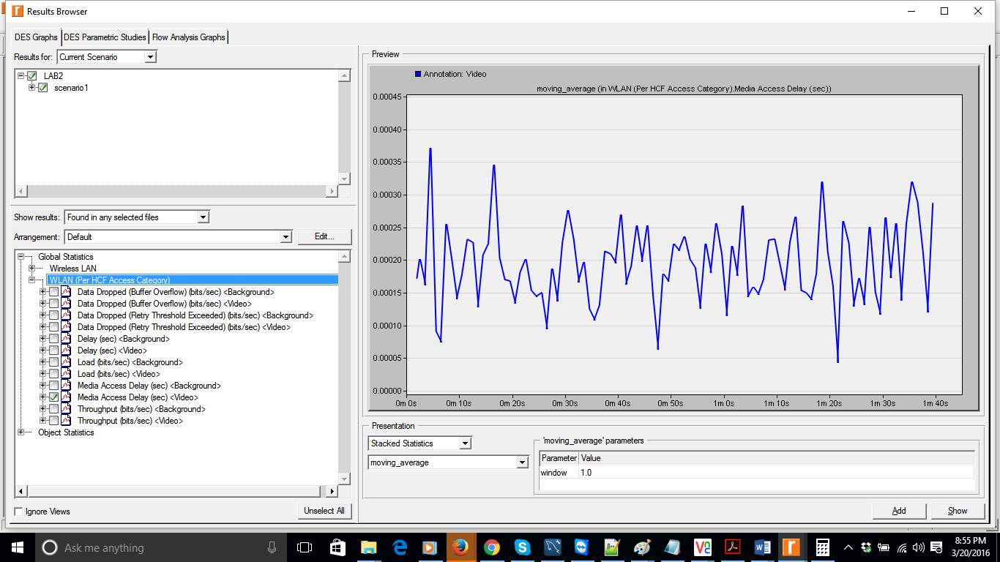 Results Browser
DES Graphs DES Parametric Studies Flow Analysis Graphs
Results for: Current Scenario
LAB2
scenario1
Show results: Found in any selected files
Arrangement: Default Edit...
Global Statistics
Wireless LAN
WLAN (Per HCF Access Category)
Data Dropped (Buffer Overflow) (bits/sec) <Background>
Data Dropped (Buffer Overflow) (bits/sec) <Video>
Data Dropped (Retry Threshold Exceeded) (bits/sec) <Background>
Data Dropped (Retry Threshold Exceeded) (bits/sec) <Video>
Delay (sec) <Background>
Delay (sec) <Video>
Load (bits/sec) <Background>
Load (bits/sec) <Video>
Media Access Delay (sec) <Background>
Media Access Delay (sec) <Video>
Throughput (bits/sec) <Background>
Throughput (bits/sec) <Video>
Object Statistics
Ignore Views Unselect All
Preview
Annotation: Video
moving_average (in WLAN (Per HCF Access Category).Media Access Delay (sec))
0.00045
0.00040
0.00035
0.00030
0.00025
0.00020
0.00015
0.00010
0.00005
0.00000
0m 0s 0m 10s 0m 20s 0m 30s 0m 40s 0m 50s 1m 0s 1m 10s 1m 20s 1m 30s 1m 40s
Presentation
Stacked Statistics
moving_average
'moving_average' parameters
Parameter Value
window 1.0
Add Show
Ask me anything
8:55 PM
3/20/2016